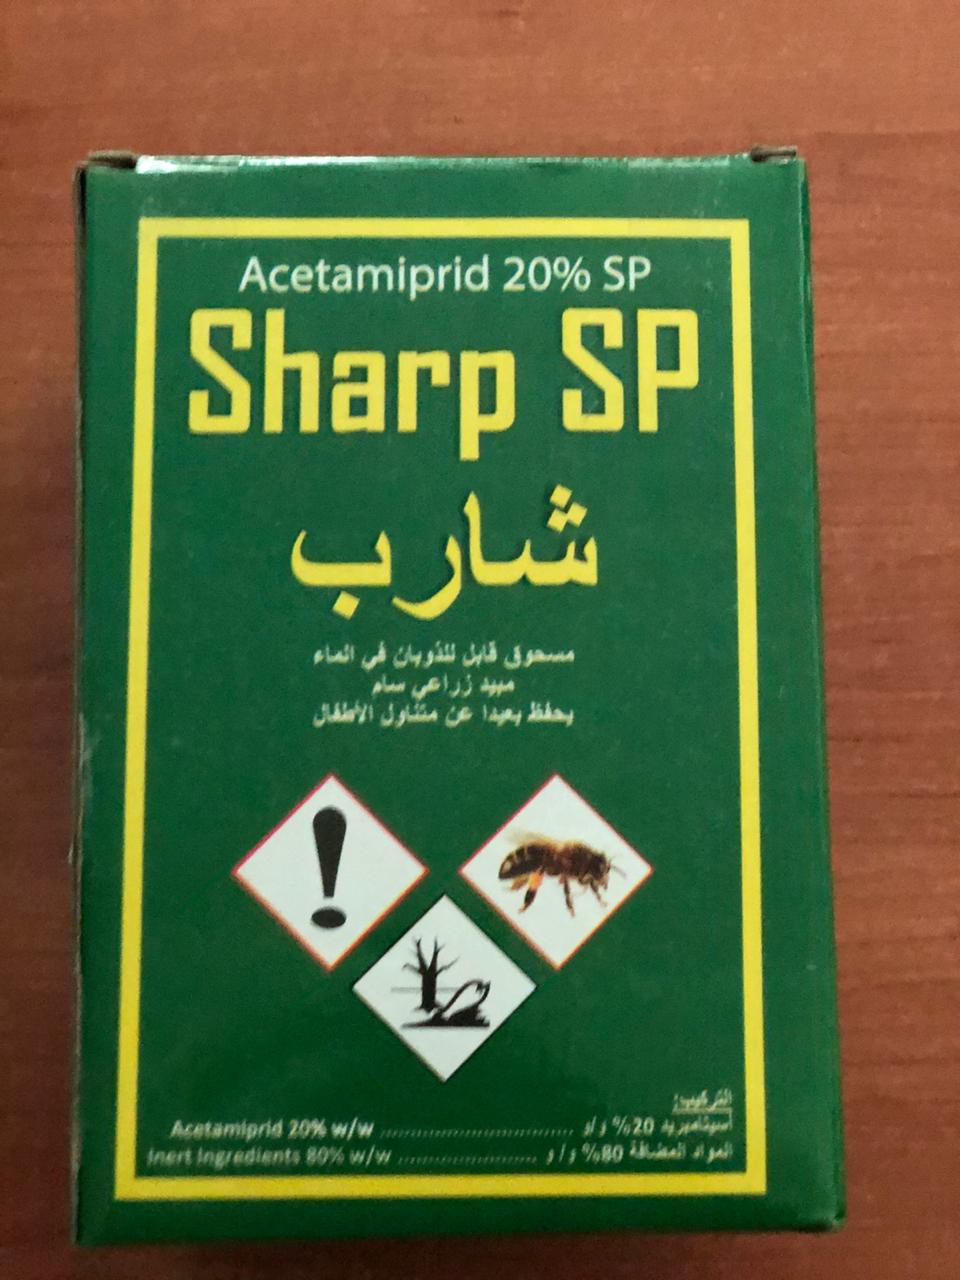 Acetamiprid 20% SP
Sharp SP
شارب
مسحوق قابل للذوبان في الماء
مبيد زراعي سام
يحفظ بعيدا عن متناول الأطفال
التركيب:
Acetamiprid 20% w/w .............................. أسيتامبريد 20% و/و
Inert Ingredients 80% w/w ...................... المواد المضافة 80% و/و